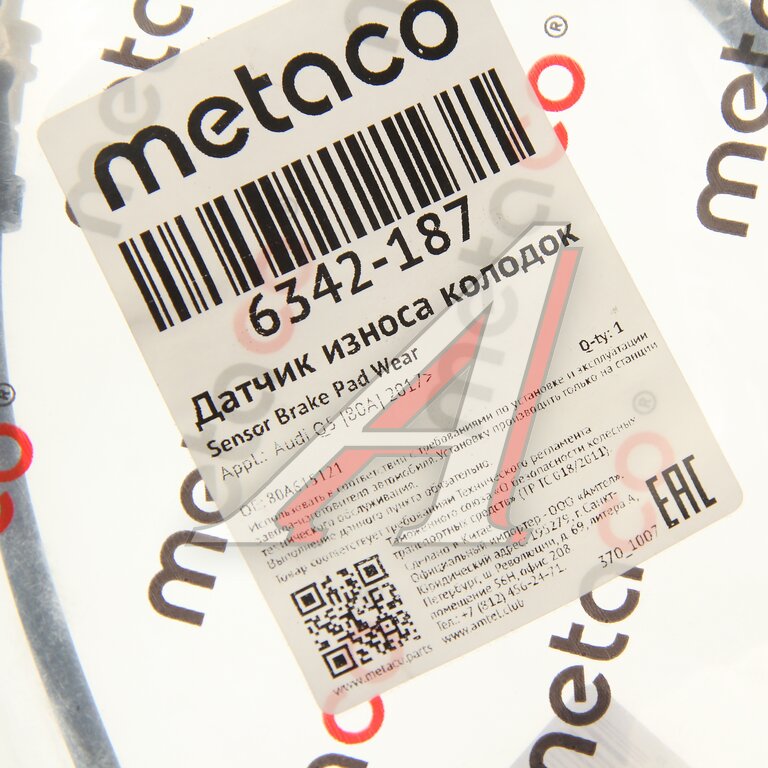 metaco
6342-187
Датчик износа колодок
Sensor Brake Pad Wear
Q-ty: 1
Appl.: Audi Q5 [80A] 2017>
OE: 80A615121
Использовать в соответствии с требованиями по установке и эксплуатации
завода-изготовителя автомобиля. Установку производить только на станции
технического обслуживания.
Выполнение данного пункта обязательно.
Товар соответствует требованиям Технического регламента
Таможенного союза «О безопасности колесных
транспортных средств» (ТР ТС 018/2011).
Сделано в Китае
Официальный импортер - ООО «Амтел».
Юридический адрес: 195279, г. Санкт-
Петербург, ш. Революции, д. 69, литера А,
помещение 56Н, офис 208
Тел.: +7 (812) 456-24-71.
www.amtel.club
370_1007
EAC
www.metaco.parts